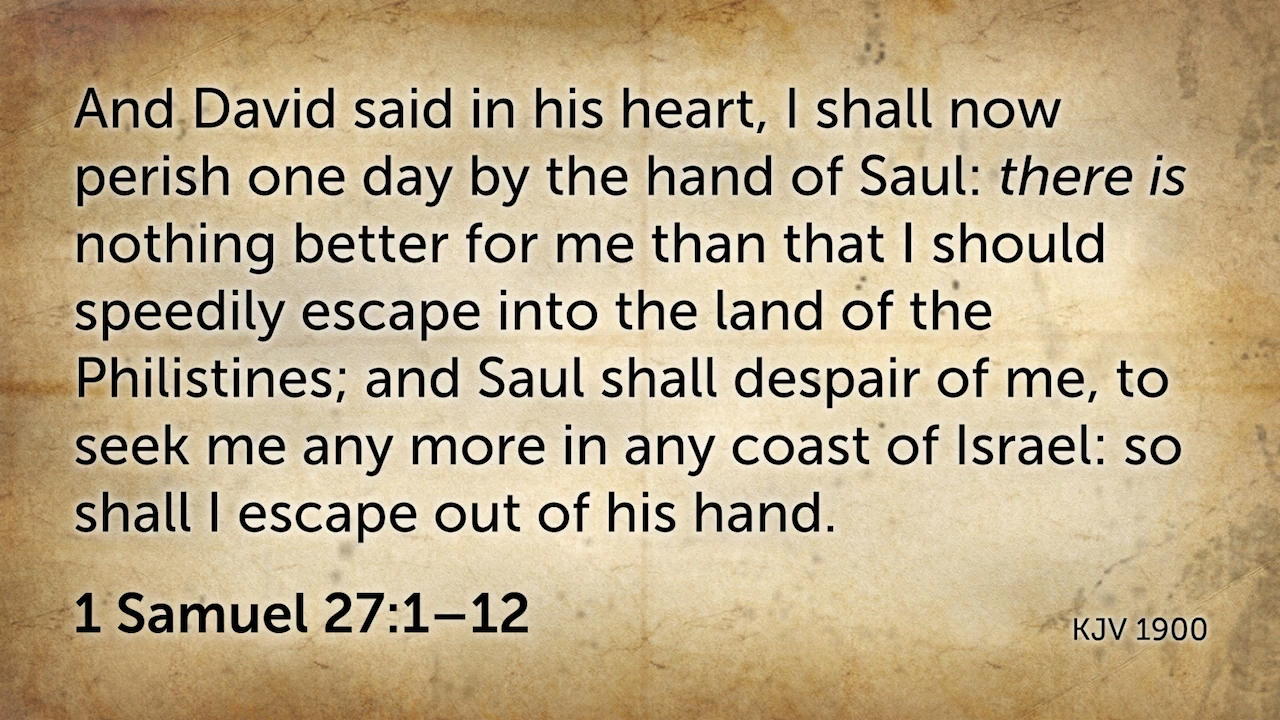 And David said in his heart, I shall now
perish one day by the hand of Saul: there is
nothing better for me than that I should
speedily escape into the land of the
Philistines; and Saul shall despair of me, to
seek me any more in any coast of Israel: so
shall I escape out of his hand.
1 Samuel 27:1–12
KJV 1900